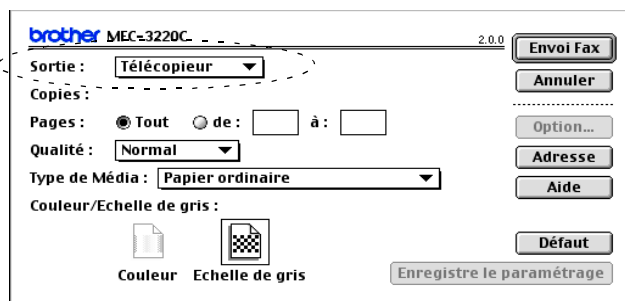 brother MFC-3220C 2.0.0
Sortie : Télécopieur
Copies :
Pages : Tout de : à :
Qualité : Normal
Type de Média : Papier ordinaire
Couleur/Echelle de gris :
Couleur Echelle de gris
Envoi Fax
Annuler
Option...
Adresse
Aide
Défaut
Enregistre le paramétrage